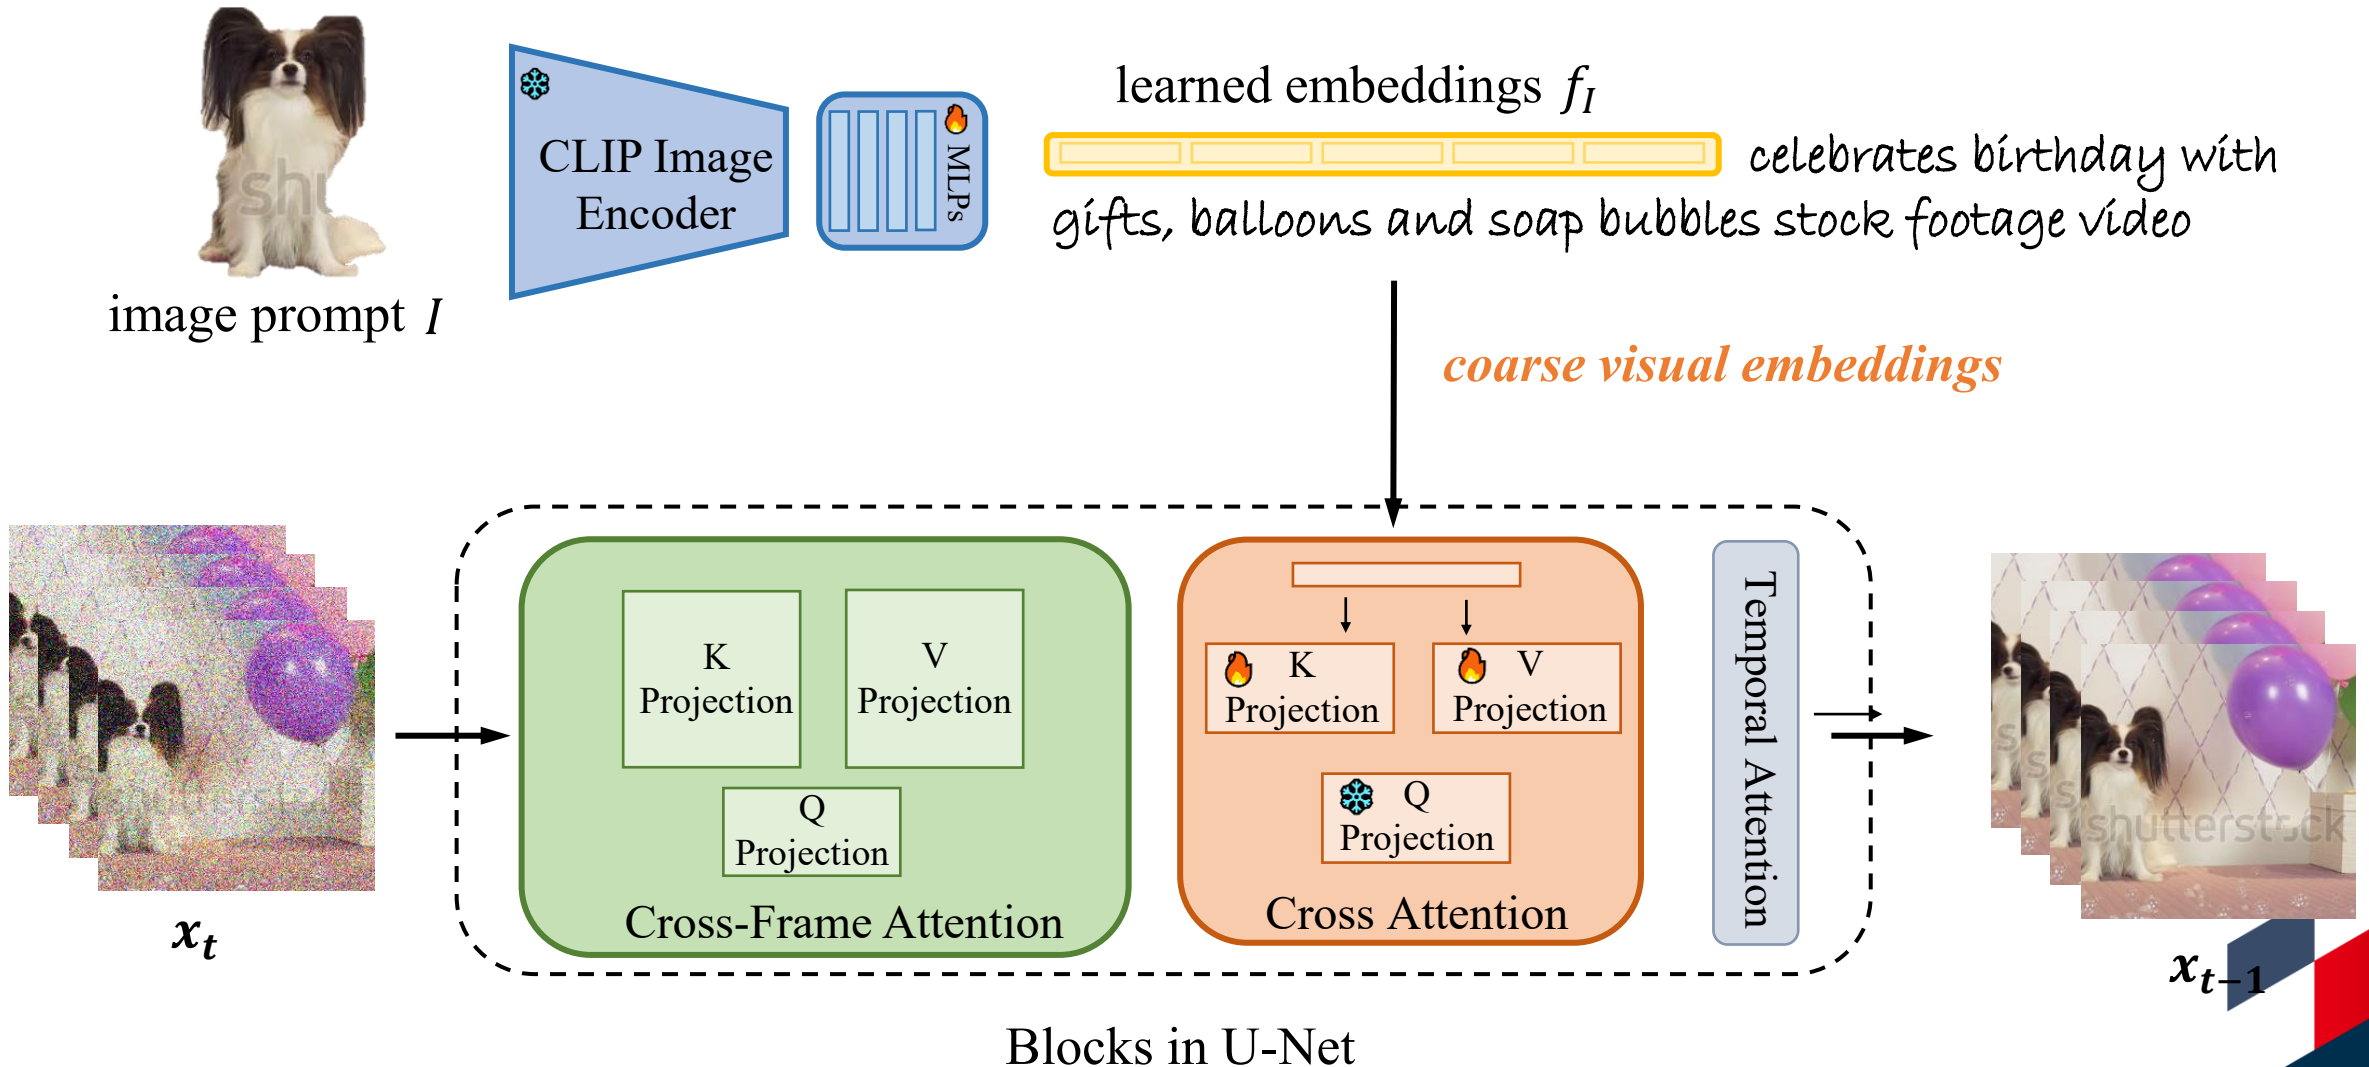 shu
image prompt I
CLIP Image
Encoder
MLPs
learned embeddings f_I
celebrates birthday with
gifts, balloons and soap bubbles stock footage video
coarse visual embeddings
K
Projection
V
Projection
Q
Projection
Cross-Frame Attention
K
Projection
V
Projection
Q
Projection
Cross Attention
Temporal Attention
shutterstock
x_t
shutterstock
x_{t-1}
Blocks in U-Net